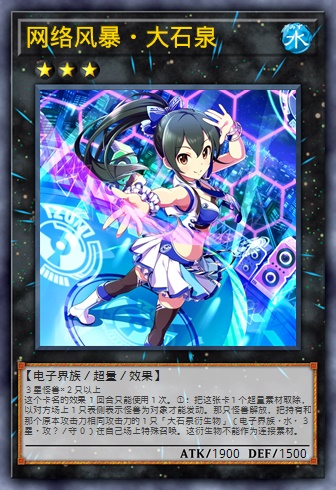 网络风暴·大石泉
水
【电子界族／超量／效果】
3星怪兽*2只以上
这个卡名的效果1回合只能使用1次。①：把这张卡1个超量素材取除，
以对方场上1只表侧表示怪兽为对象才能发动。那只怪兽解放，把持有和
那个原本攻击力相同攻击力的1只「大石泉衍生物」（电子界族·水·3
星·攻？/守0）在自己场上特殊召唤。这衍生物不能作为连接素材。
ATK/1900 DEF/1500